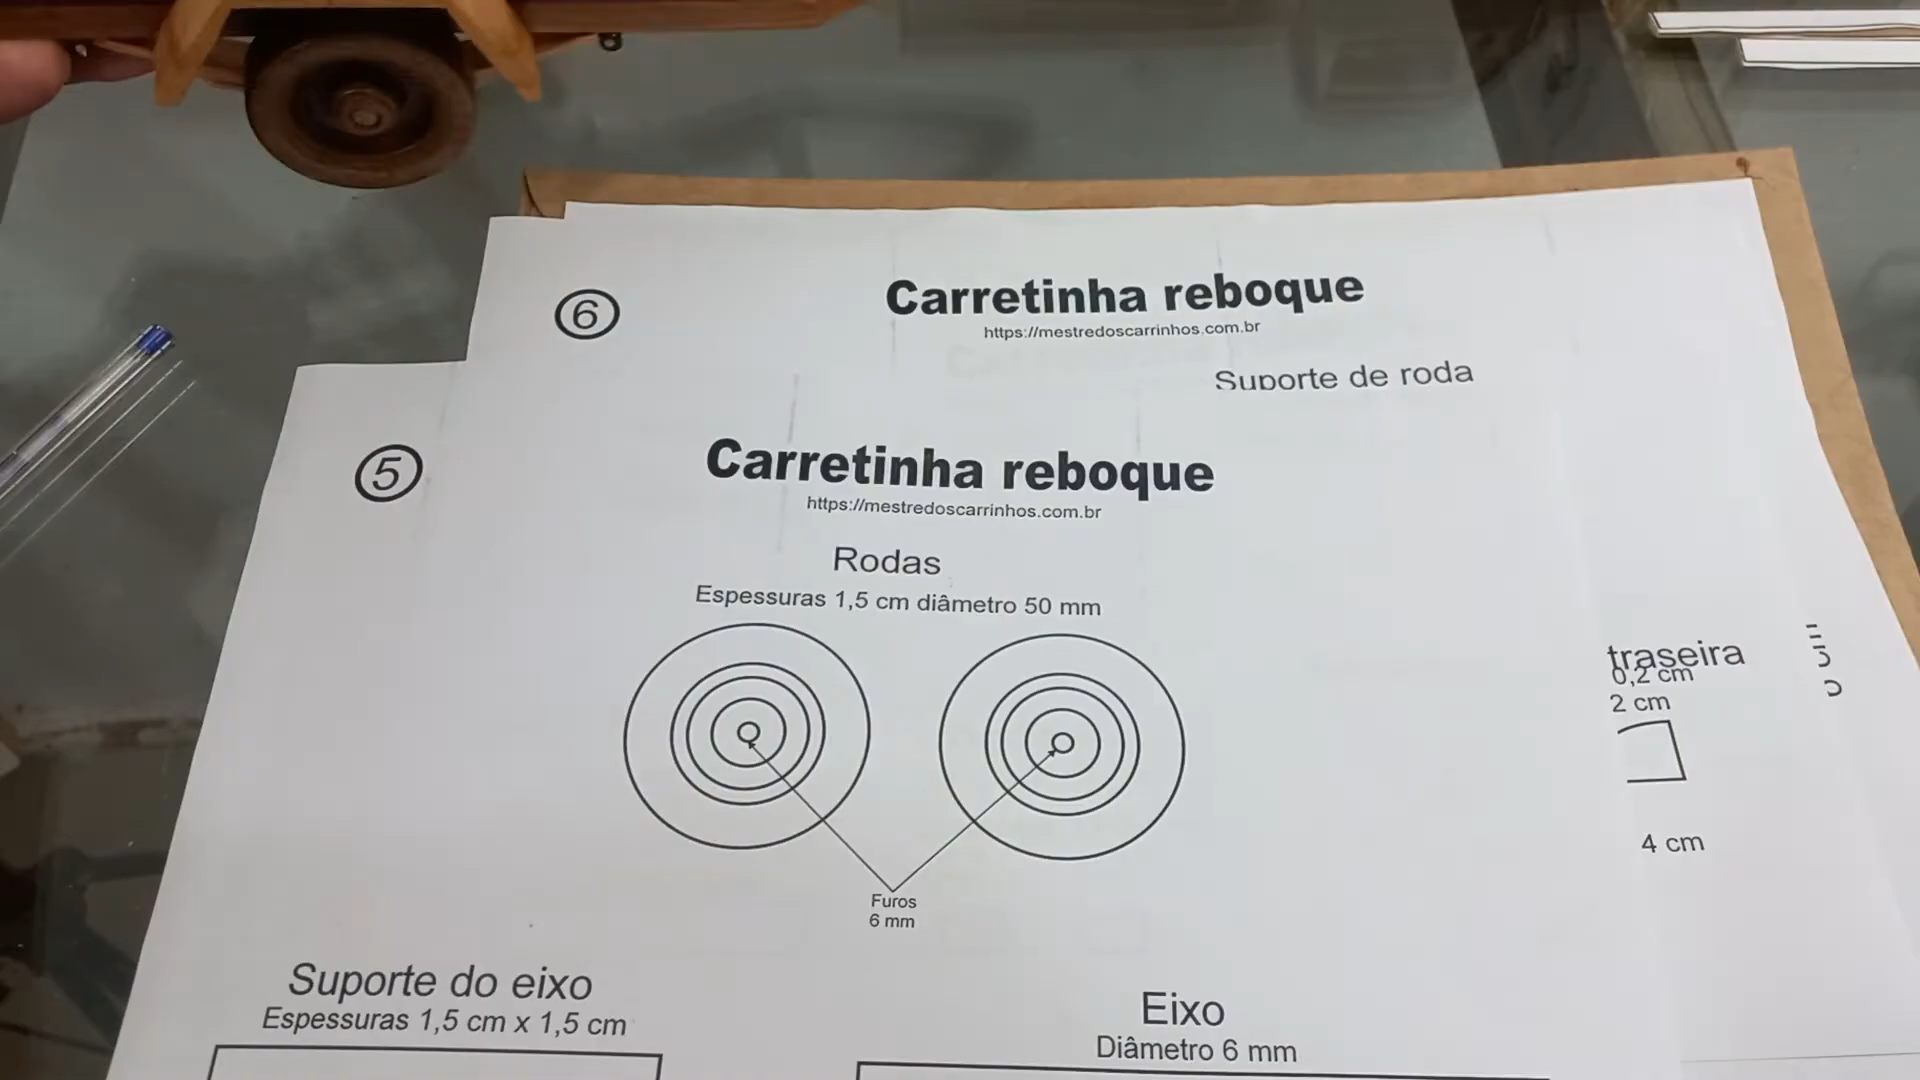 6
Carretinha reboque
https://mestredoscarrinhos.com.br
Suporte de roda
5
Carretinha reboque
https://mestredoscarrinhos.com.br
Rodas
Espessuras 1,5 cm diâmetro 50 mm
Furos
6 mm
traseira
0,2 cm
2 cm
4 cm
Suporte do eixo
Espessuras 1,5 cm x 1,5 cm
Eixo
Diâmetro 6 mm